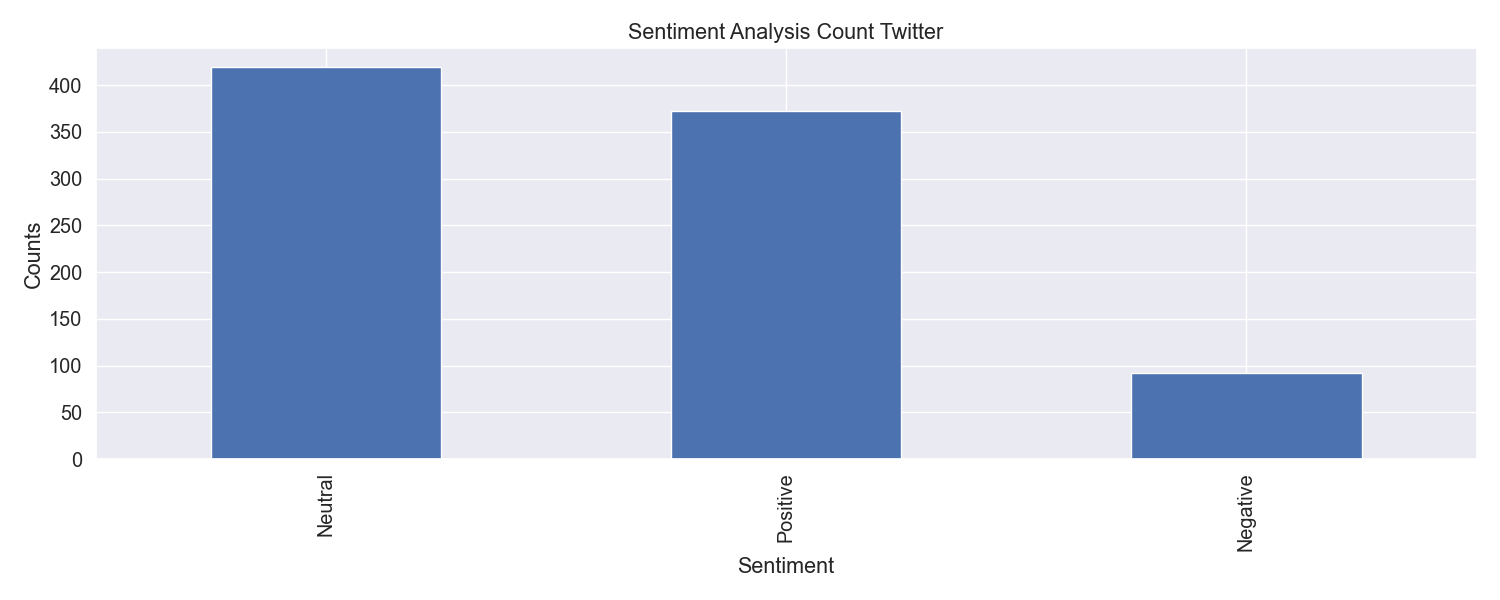 Sentiment Analysis Count Twitter
400
350
300
250
200
150
100
50
0
Counts
Neutral
Positive
Negative
Sentiment